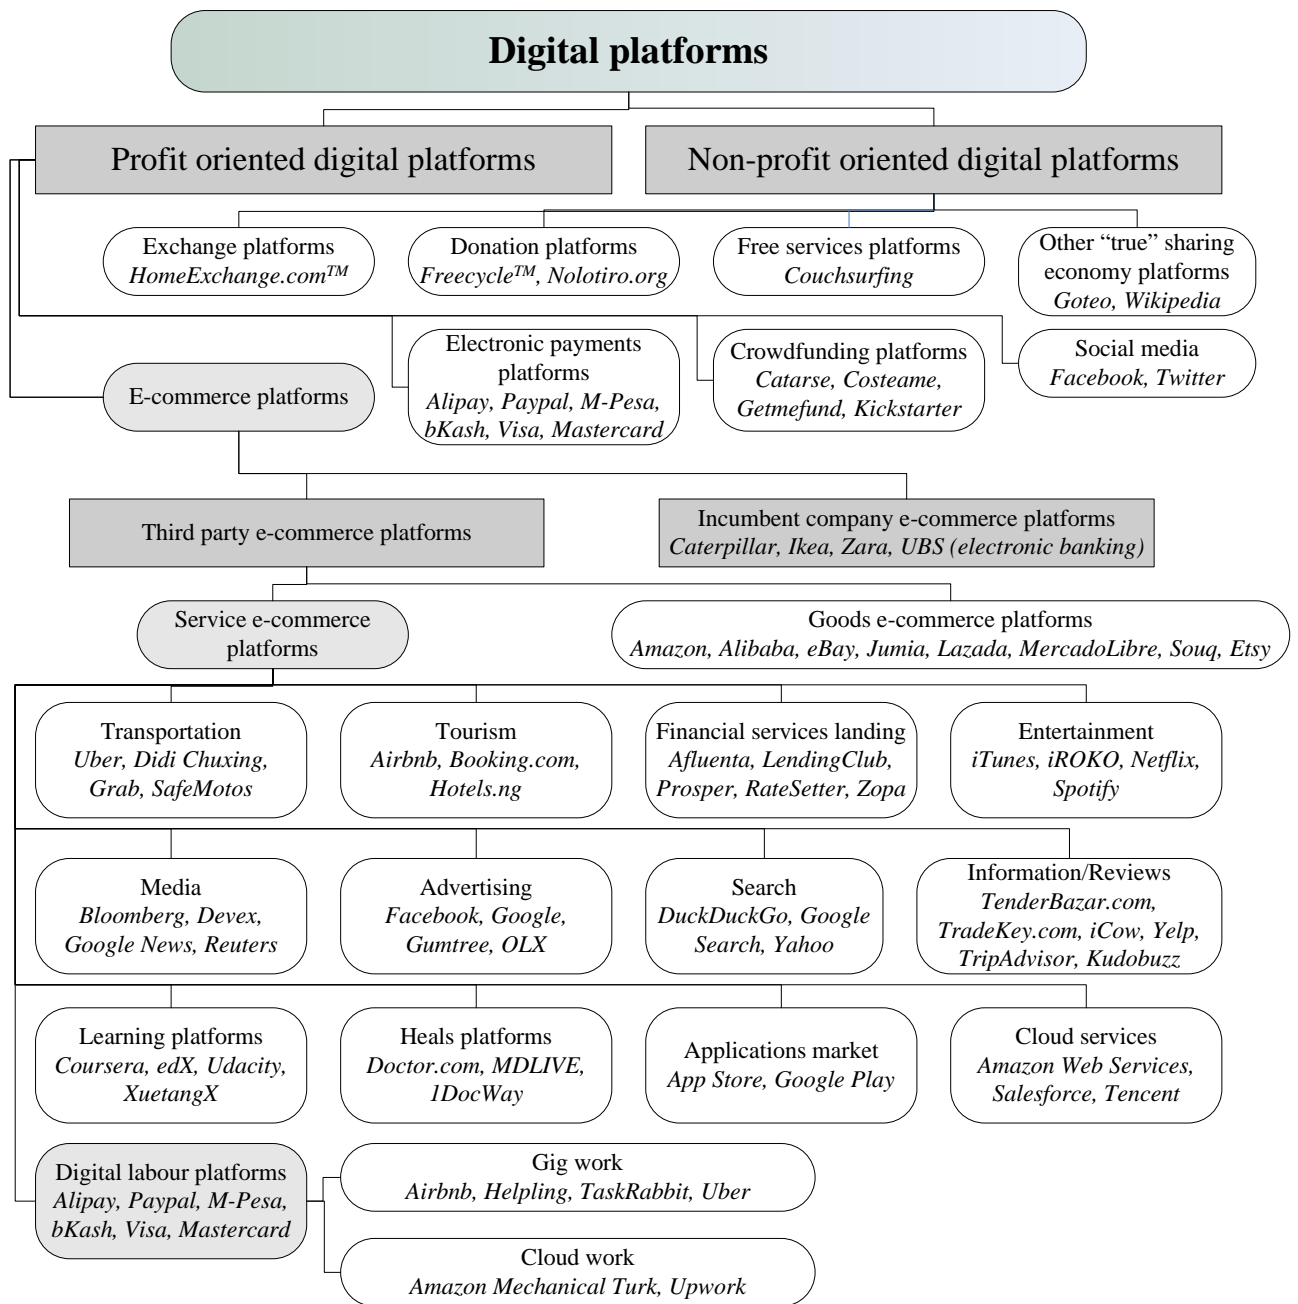 Digital platforms
Profit oriented digital platforms
Non-profit oriented digital platforms
Exchange platforms
HomeExchange.comTM
Donation platforms
FreecycleTM, Nolotiro.org
Free services platforms
Couchsurfing
Other “true” sharing
economy platforms
Goteo, Wikipedia
E-commerce platforms
Electronic payments
platforms
Alipay, Paypal, M-Pesa,
bKash, Visa, Mastercard
Crowdfunding platforms
Catarse, Costeame,
Getmefund, Kickstarter
Social media
Facebook, Twitter
Third party e-commerce platforms
Incumbent company e-commerce platforms
Caterpillar, Ikea, Zara, UBS (electronic banking)
Service e-commerce
platforms
Goods e-commerce platforms
Amazon, Alibaba, eBay, Jumia, Lazada, MercadoLibre, Souq, Etsy
Transportation
Uber, Didi Chuxing,
Grab, SafeMotos
Tourism
Airbnb, Booking.com,
Hotels.ng
Financial services landing
Afluenta, LendingClub,
Prosper, RateSetter, Zopa
Entertainment
iTunes, iROKO, Netflix,
Spotify
Media
Bloomberg, Devex,
Google News, Reuters
Advertising
Facebook, Google,
Gumtree, OLX
Search
DuckDuckGo, Google
Search, Yahoo
Information/Reviews
TenderBazar.com,
TradeKey.com, iCow, Yelp,
TripAdvisor, Kudobuzz
Learning platforms
Coursera, edX, Udacity,
XuetangX
Heals platforms
Doctor.com, MDLIVE,
1DocWay
Applications market
App Store, Google Play
Cloud services
Amazon Web Services,
Salesforce, Tencent
Digital labour platforms
Alipay, Paypal, M-Pesa,
bKash, Visa, Mastercard
Gig work
Airbnb, Helpling, TaskRabbit, Uber
Cloud work
Amazon Mechanical Turk, Upwork